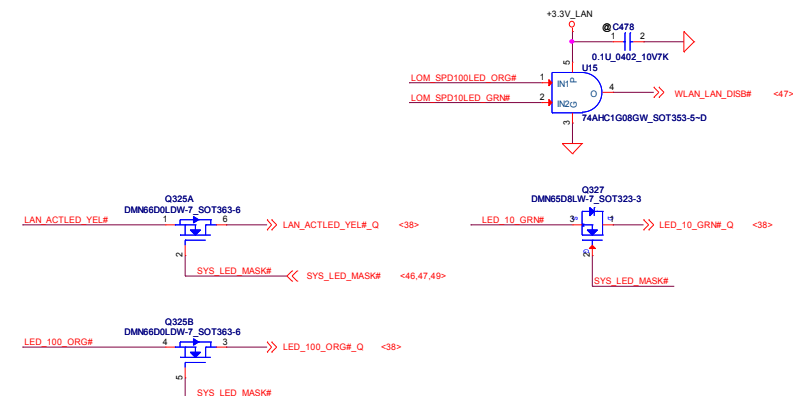 +3.3V_LAN
@ C478
1 2
0.1U_0402_10V7K
5
U15
LOM_SPD100LED_ORG# 1 IN1 P
O 4 WLAN_LAN_DISB# <47>
LOM_SPD10LED_GRN# 2 IN2 G
3
74AHC1G08GW_SOT353-5~D
Q325A
DMN66D0LDW-7_SOT363-6
LAN_ACTLED_YEL# 1 6 LAN_ACTLED_YEL#_Q <38>
2
SYS_LED_MASK# SYS_LED_MASK# <46,47,49>
Q327
DMN65D8LW-7_SOT323-3
LED_10_GRN# 3 LED_10_GRN#_Q <38>
2
SYS_LED_MASK#
Q325B
DMN66D0LDW-7_SOT363-6
LED_100_ORG# 4 3 LED_100_ORG#_Q <38>
5
SYS_LED_MASK#